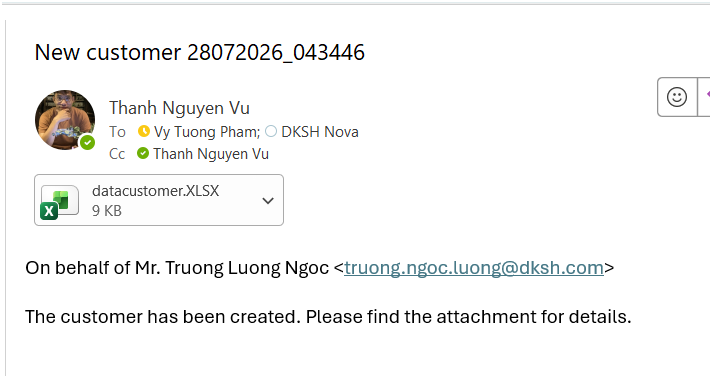 New customer 28072026_043446
Thanh Nguyen Vu
To Vy Tuong Pham; DKSH Nova
Cc Thanh Nguyen Vu
datacustomer.XLSX
9 KB
On behalf of Mr. Truong Luong Ngoc <truong.ngoc.luong@dksh.com>
The customer has been created. Please find the attachment for details.